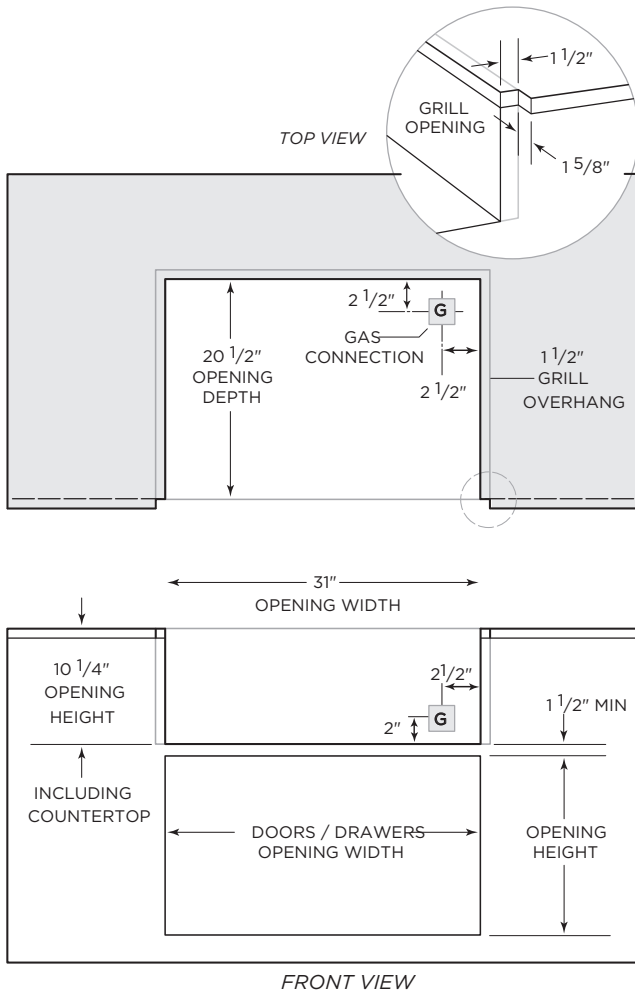 1 1/2"
GRILL
OPENING
TOP VIEW
1 5/8"
2 1/2"
G
GAS
CONNECTION
20 1/2"
OPENING
DEPTH
2 1/2"
1 1/2"
GRILL
OVERHANG
31"
OPENING WIDTH
10 1/4"
OPENING
HEIGHT
2 1/2"
1 1/2" MIN
2"
G
INCLUDING
COUNTERTOP
DOORS / DRAWERS
OPENING WIDTH
OPENING
HEIGHT
FRONT VIEW